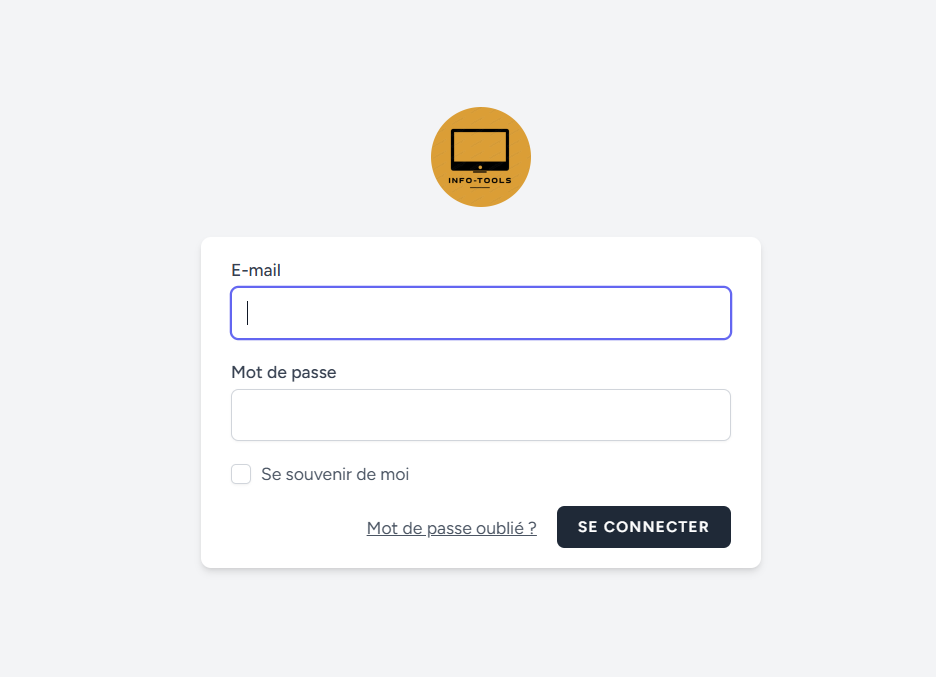 INFO-TOOLS
E-mail
Mot de passe
Se souvenir de moi
Mot de passe oublié ?
SE CONNECTER